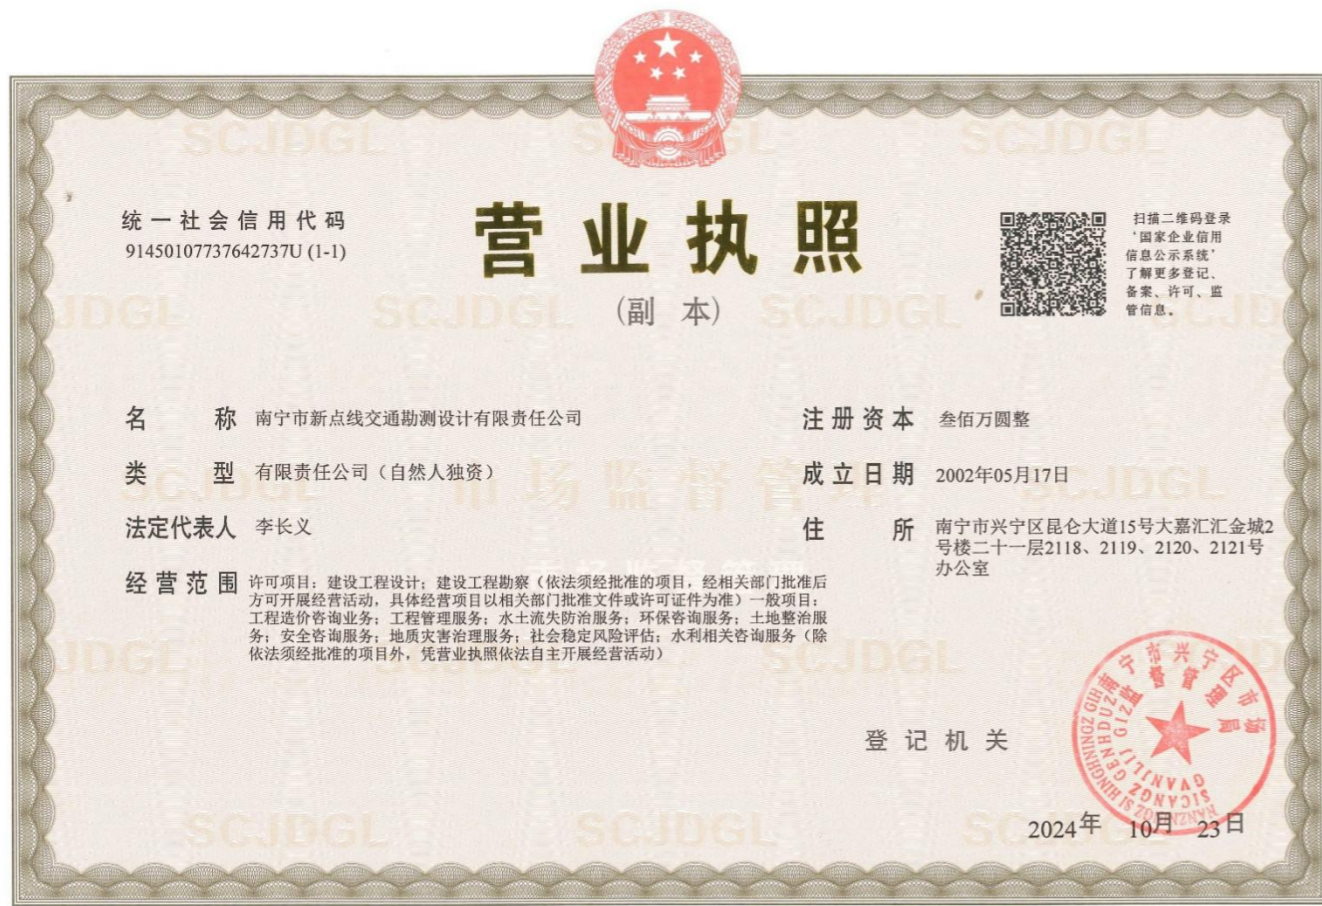 统一社会信用代码
91450107737642737U (1-1)
营业执照
(副 本)
扫描二维码登录
‘国家企业信用
信息公示系统’
了解更多登记、
备案、许可、监
管信息。
名 称 南宁市新点线交通勘测设计有限责任公司
类 型 有限责任公司（自然人独资）
法定代表人 李长义
经营范围 许可项目：建设工程设计；建设工程勘察（依法须经批准的项目，经相关部门批准后
方可开展经营活动，具体经营项目以相关部门批准文件或许可证件为准）一般项目：
工程造价咨询业务；工程管理服务；水土流失防治服务；环保咨询服务；土地整治服
务；安全咨询服务；地质灾害治理服务；社会稳定风险评估；水利相关咨询服务（除
依法须经批准的项目外，凭营业执照依法自主开展经营活动）
注册资本 叁佰万圆整
成立日期 2002年05月17日
住 所 南宁市兴宁区昆仑大道15号大嘉汇汇金城2
号楼二十一层2118、2119、2120、2121号
办公室
登记机关
南宁市兴宁区市场
监督管理局
2024年 10月 23日
SCJDGL
市场监督管理